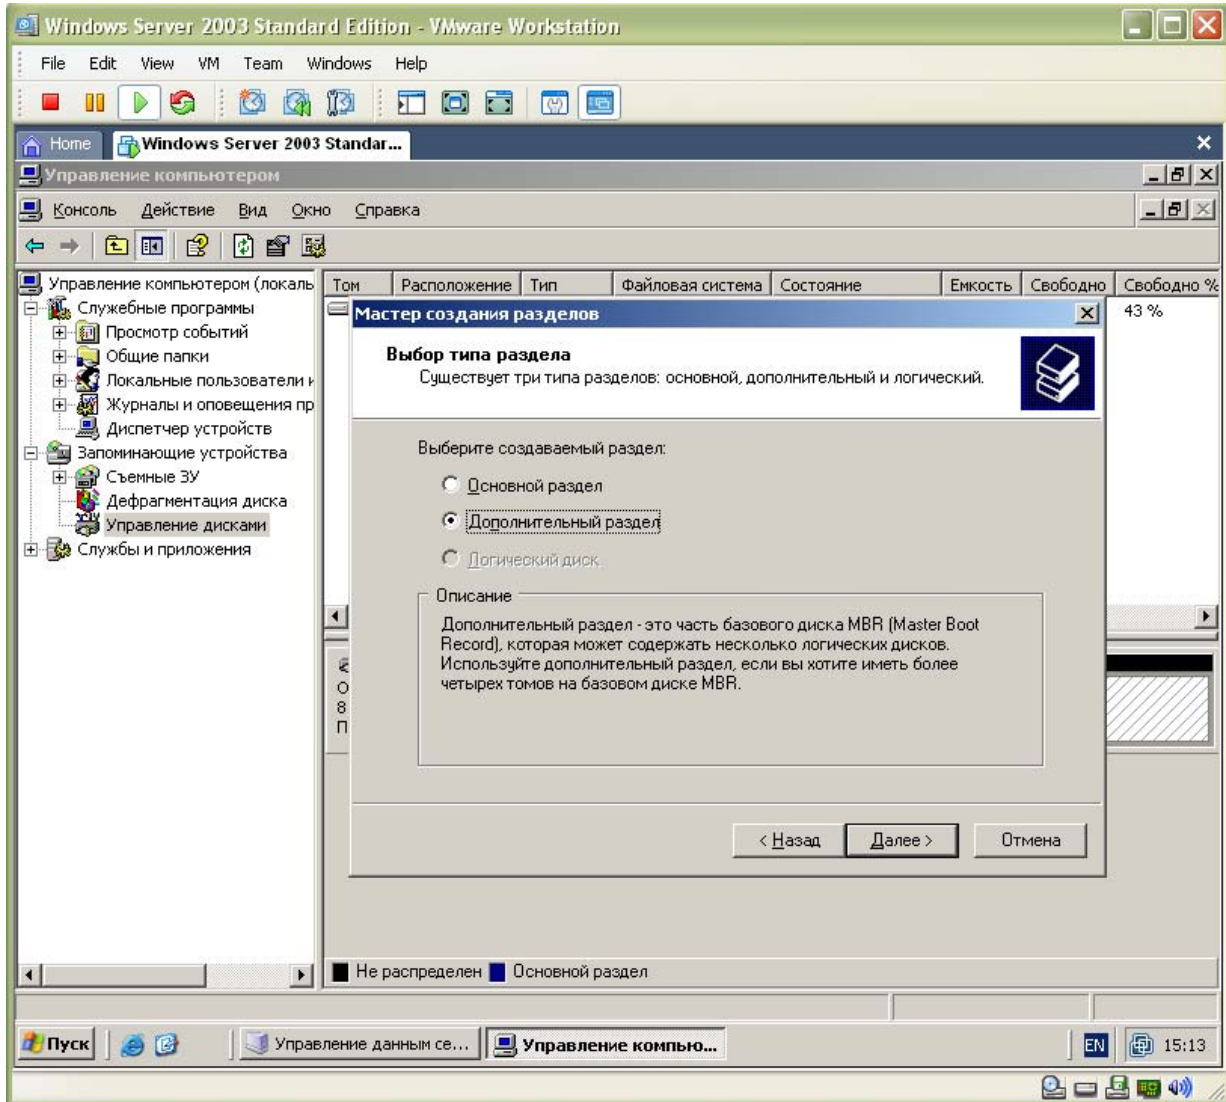 Windows Server 2003 Standard Edition - VMware Workstation
File Edit View VM Team Windows Help
Home Windows Server 2003 Standar...
Управление компьютером
Консоль Действие Вид Окно Справка
Управление компьютером (локаль
Служебные программы
Просмотр событий
Общие папки
Локальные пользователи и
Журналы и оповещения пр
Диспетчер устройств
Запоминающие устройства
Съемные ЗУ
Дефрагментация диска
Управление дисками
Службы и приложения
Том Расположение Тип Файловая система Состояние Емкость Свободно Свободно %
43 %
Мастер создания разделов
Выбор типа раздела
Существует три типа разделов: основной, дополнительный и логический.
Выберите создаваемый раздел:
Основной раздел
Дополнительный раздел
Логический диск
Описание
Дополнительный раздел - это часть базового диска MBR (Master Boot
Record), которая может содержать несколько логических дисков.
Используйте дополнительный раздел, если вы хотите иметь более
четырех томов на базовом диске MBR.
< Назад Далее > Отмена
О
8
П
Не распределен Основной раздел
Пуск Управление данным се... Управление компью... EN 15:13